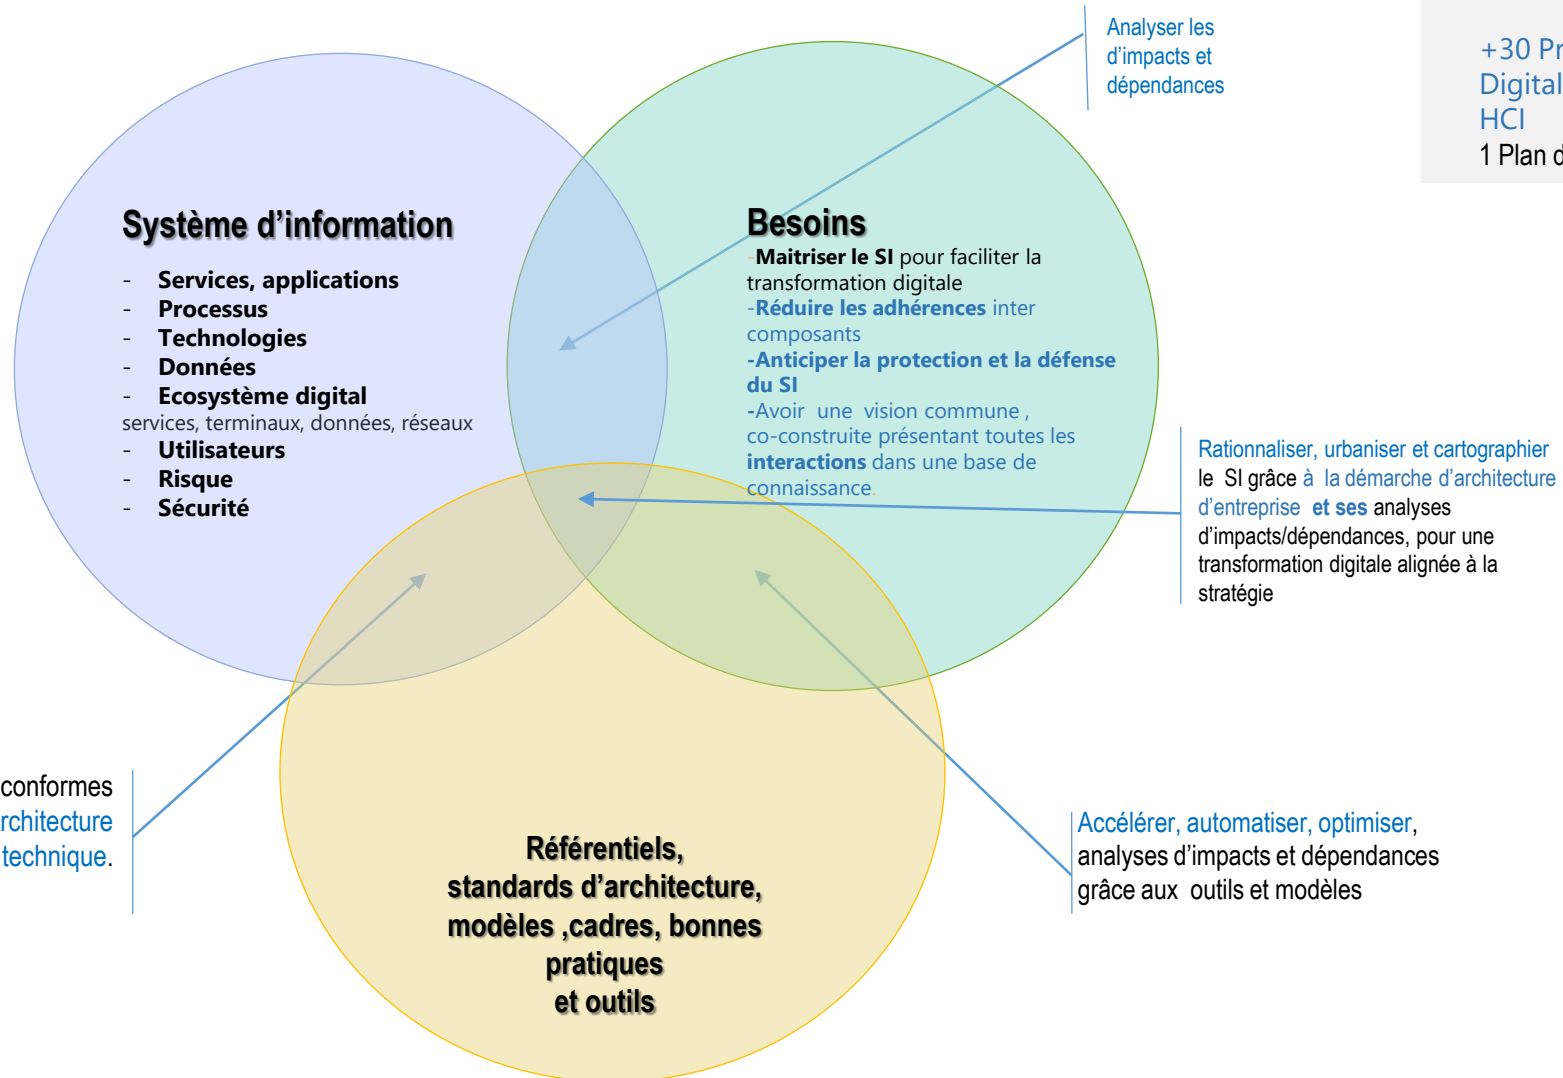 Analyser les
d’impacts et
dépendances
+30
Digital
HCI
1 Plan
Système d’information
- Services, applications
- Processus
- Technologies
- Données
- Ecosystème digital
services, terminaux, données, réseaux
- Utilisateurs
- Risque
- Sécurité
Besoins
-Maitriser le SI pour faciliter la
transformation digitale
-Réduire les adhérences inter
composants
-Anticiper la protection et la défense
du SI
-Avoir une vision commune ,
co-construite présentant toutes les
interactions dans une base de
connaissance.
Rationnaliser, urbaniser et cartographier
le SI grâce à la démarche d’architecture
d’entreprise et ses analyses
d’impacts/dépendances, pour une
transformation digitale alignée à la
stratégie
conformes
technique.
Référentiels,
standards d’architecture,
modèles ,cadres, bonnes
pratiques
et outils
Accélérer, automatiser, optimiser,
analyses d’impacts et dépendances
grâce aux outils et modèles